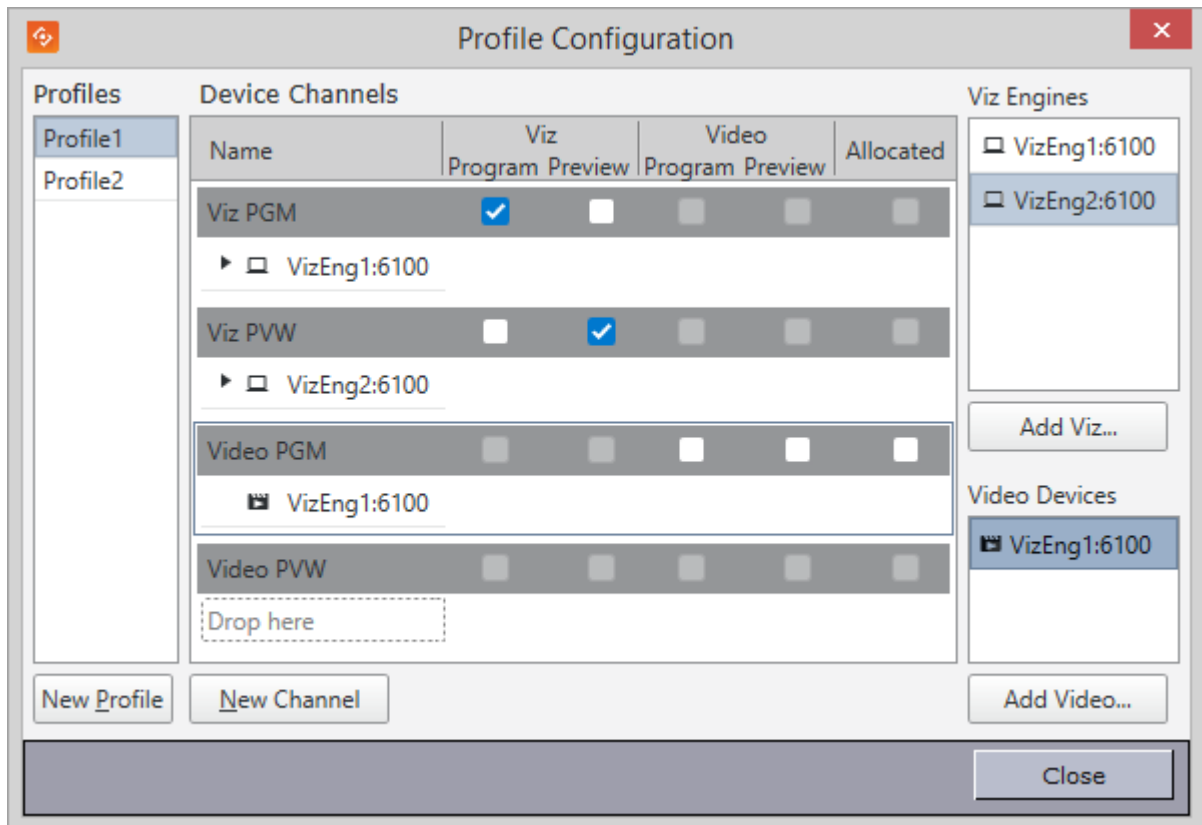 Profile Configuration
Profiles
Device Channels
Viz Engines
Profile1
Profile2
Name
Viz
Video
Allocated
Program Preview Program Preview
Viz PGM
VizEng1:6100
Viz PVW
VizEng2:6100
Video PGM
VizEng1:6100
Video PVW
Drop here
VizEng1:6100
VizEng2:6100
Add Viz...
Video Devices
VizEng1:6100
New Profile
New Channel
Add Video...
Close